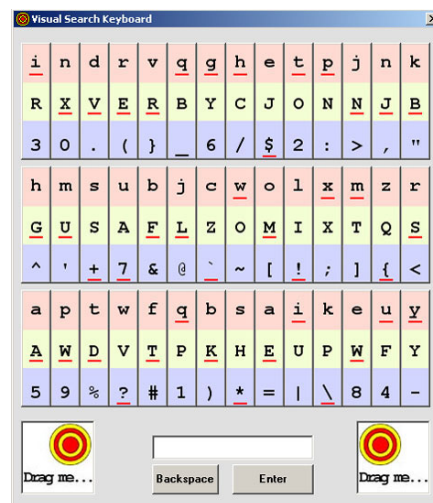 Visual Search Keyboard
i n d r v q g h e t p j n k
R X V E R B Y C J O N N J B
3 0 . ( } _ 6 / $ 2 : > , "
h m s u b j c w o l x m z r
G U S A F L Z O M I X T Q S
^ ' + 7 & @ ` ~ [ ! ; ] { <
a p t w f q b s a i k e u y
A W D V T P K H E U P W F Y
5 9 % ? # 1 ) * = | \ 8 4 -
Drag me...
Backspace
Enter
Drag me...